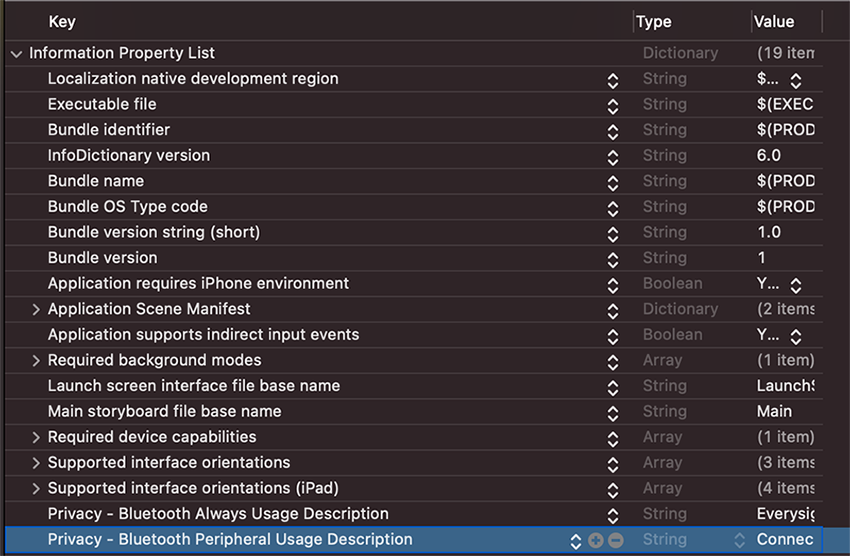 Key Type Value
Information Property List Dictionary (19 item
Localization native development region String $...
Executable file String $(EXEC
Bundle identifier String $(PROD
InfoDictionary version String 6.0
Bundle name String $(PROD
Bundle OS Type code String $(PROD
Bundle version string (short) String 1.0
Bundle version String 1
Application requires iPhone environment Boolean Y...
Application Scene Manifest Dictionary (2 items
Application supports indirect input events Boolean Y...
Required background modes Array (1 item)
Launch screen interface file base name String LaunchS
Main storyboard file base name String Main
Required device capabilities Array (1 item)
Supported interface orientations Array (3 items
Supported interface orientations (iPad) Array (4 items
Privacy - Bluetooth Always Usage Description String Everysig
Privacy - Bluetooth Peripheral Usage Description String Connec